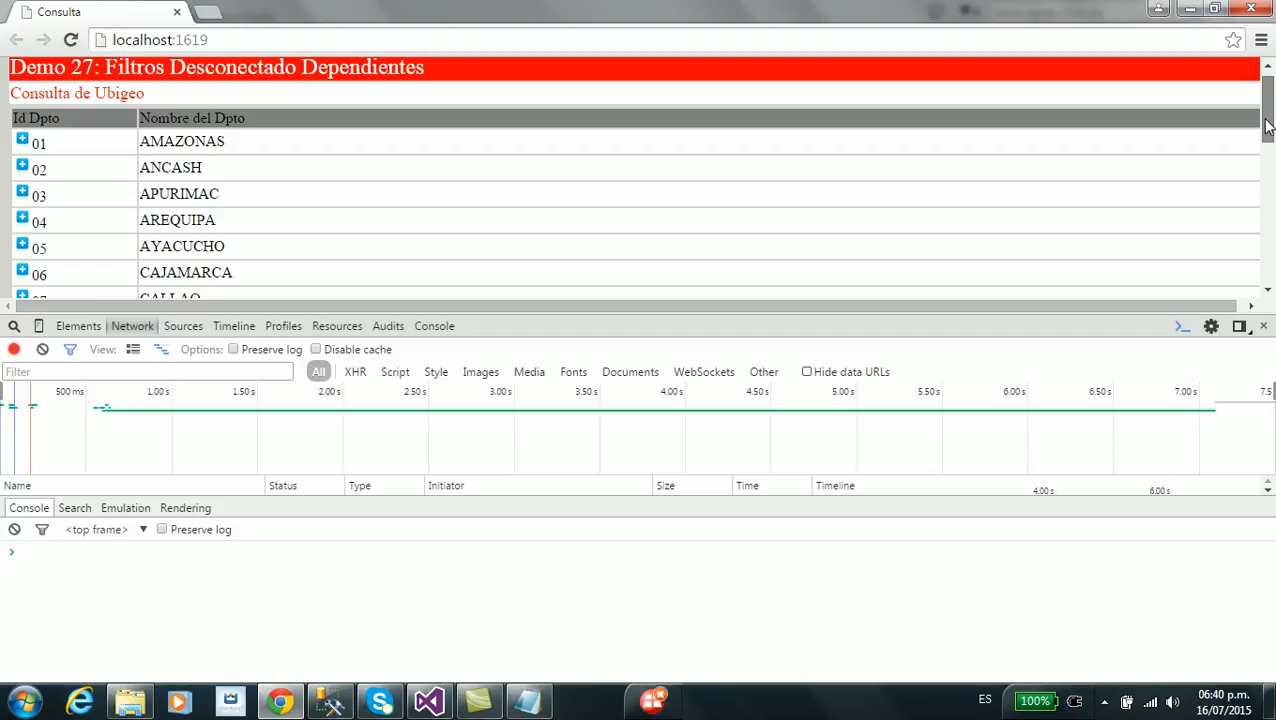 Consulta
localhost:1619
Demo 27: Filtros Desconectado Dependientes
Consulta de Ubigeo
Id Dpto Nombre del Dpto
01 AMAZONAS
02 ANCASH
03 APURIMAC
04 AREQUIPA
05 AYACUCHO
06 CAJAMARCA
07 CALLAO
Elements Network Sources Timeline Profiles Resources Audits Console
View: Options: Preserve log Disable cache
Filter All XHR Script Style Images Media Fonts Documents WebSockets Other Hide data URLs
500 ms 1.00 s 1.50 s 2.00 s 2.50 s 3.00 s 3.50 s 4.00 s 4.50 s 5.00 s 5.50 s 6.00 s 6.50 s 7.00 s 7.5
Name Status Type Initiator Size Time Timeline 4.00 s 6.00 s
Console Search Emulation Rendering
<top frame> ▼ Preserve log
>
ES 100% 06:40 p.m.
16/07/2015